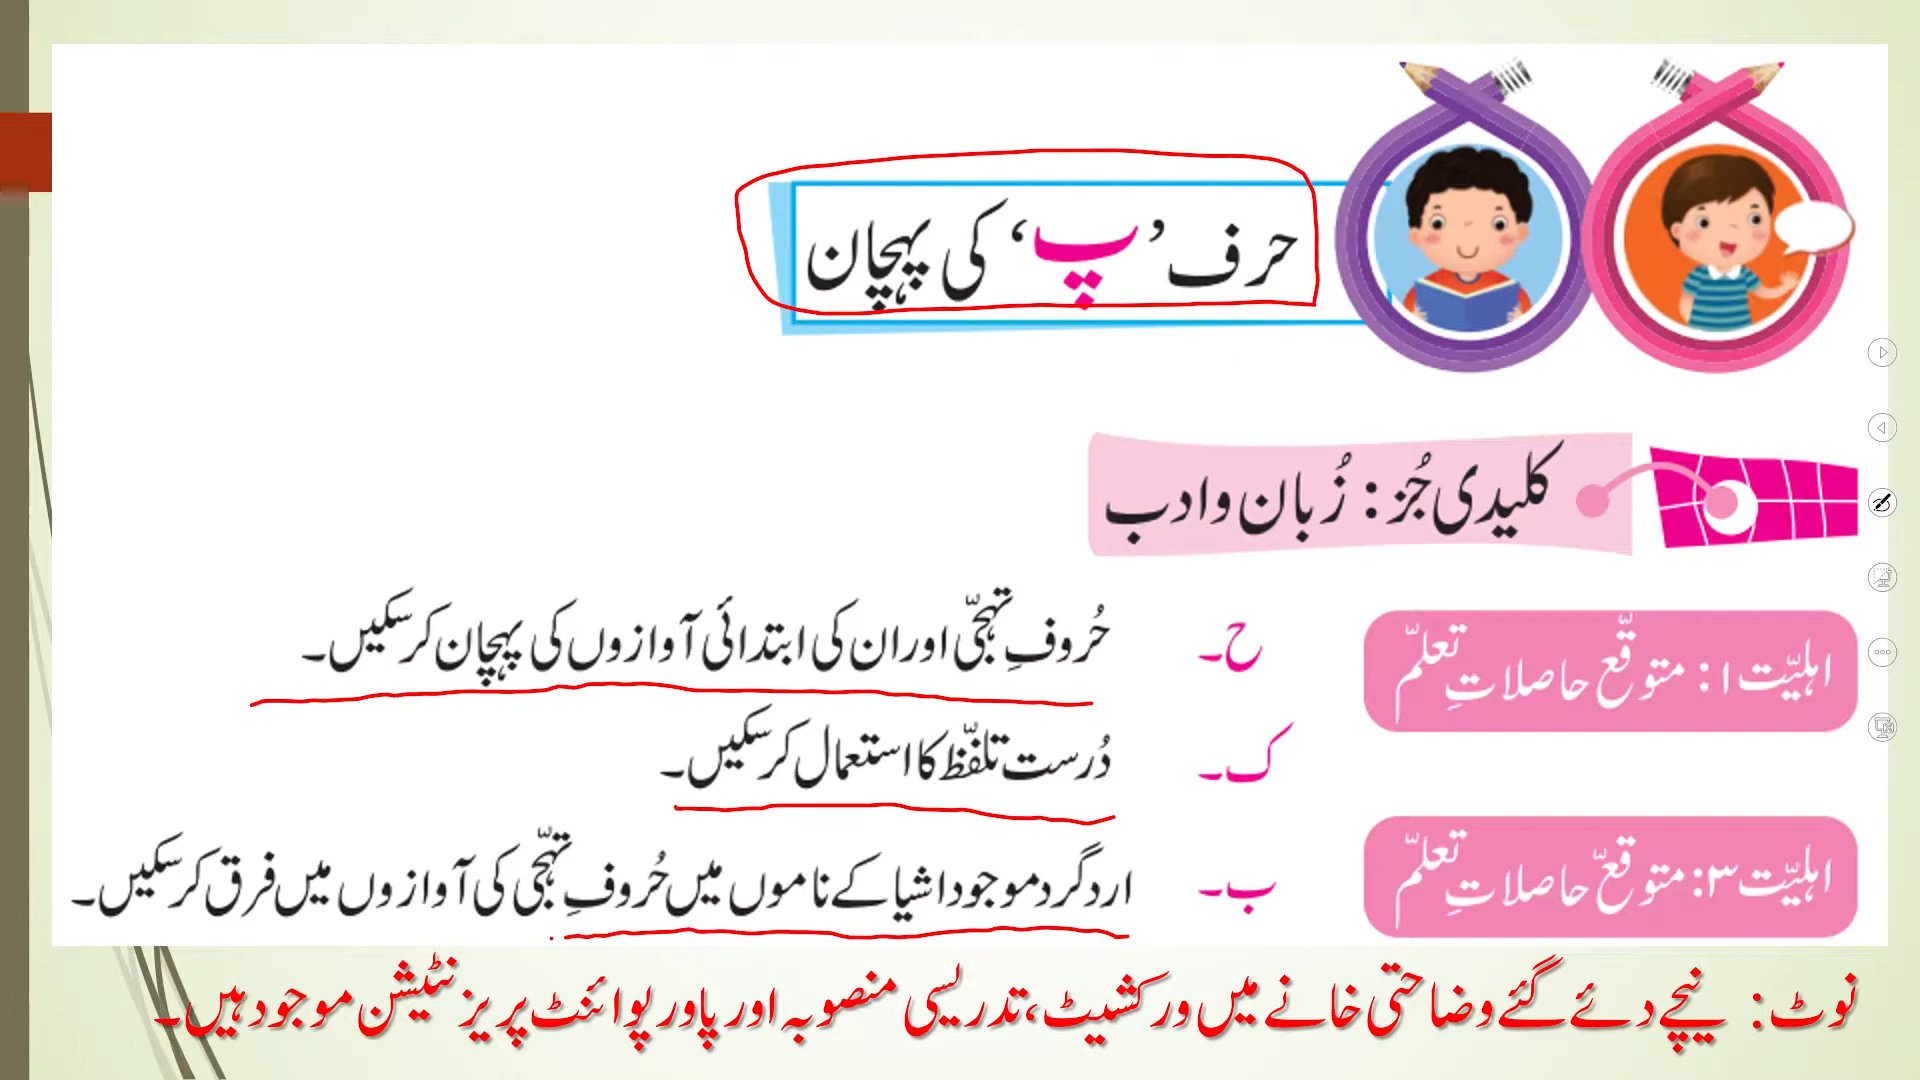 حرف ’پ‘ کی پہچان
کلیدی جُز: زُبان و ادب
اہلیّت ۱: متوقّع حاصلاتِ تعلّم
ح۔ حُروفِ تہجّی اور ان کی ابتدائی آوازوں کی پہچان کر سکیں۔
ک۔ دُرست تلفّظ کا استعمال کر سکیں۔
اہلیّت ۳: متوقّع حاصلاتِ تعلّم
ب۔ ارد گرد موجود اشیا کے ناموں میں حُروفِ تہجّی کی آوازوں میں فرق کر سکیں۔
نوٹ: نیچے دئے گئے وضاحتی خانے میں ورکشیٹ، تدریسی منصوبہ اور پاور پوائنٹ پریزنٹیشن موجود ہیں۔